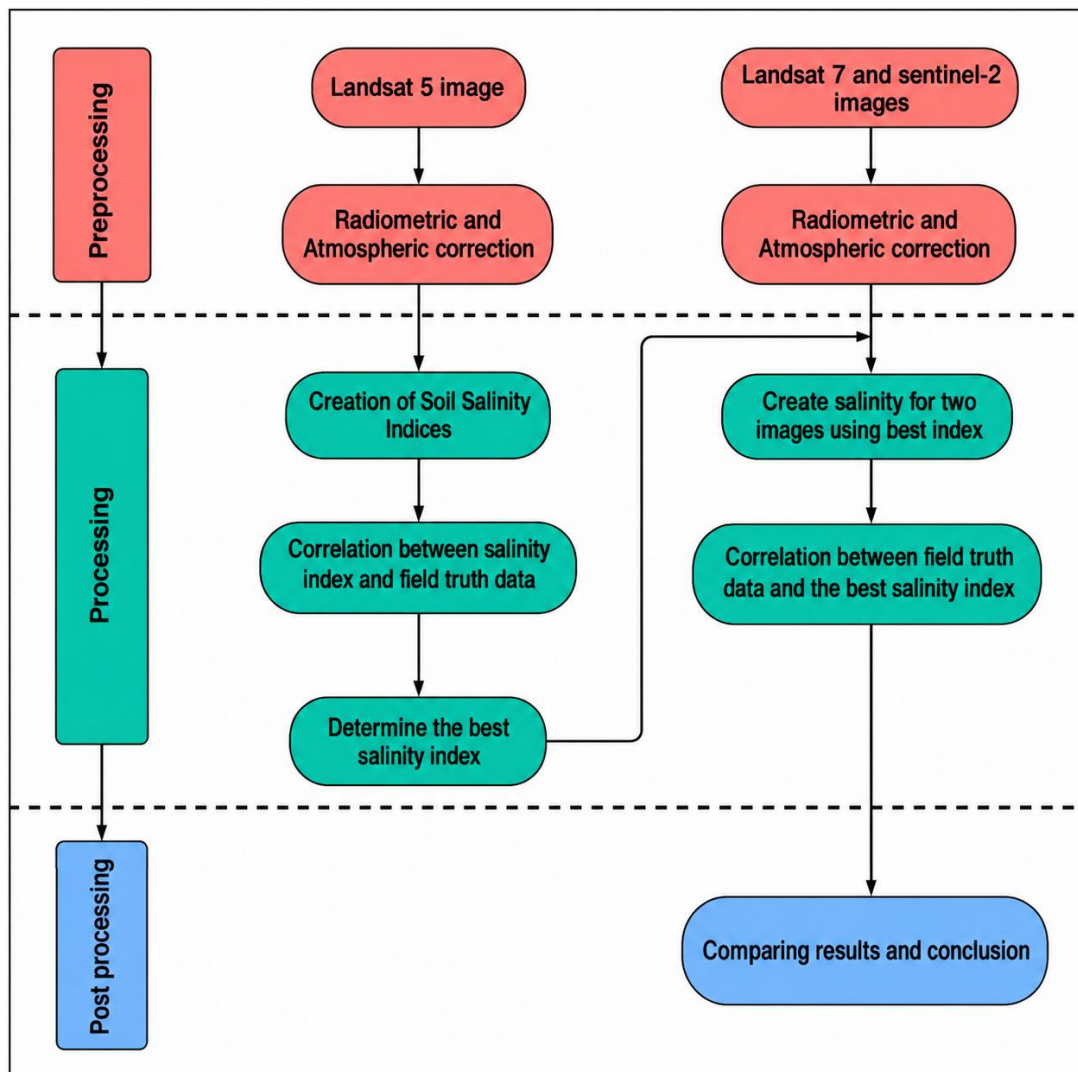 Preprocessing
Landsat 5 image
Landsat 7 and sentinel-2
images
Radiometric and
Atmospheric correction
Radiometric and
Atmospheric correction
Processing
Creation of Soil Salinity
Indices
Correlation between salinity
index and field truth data
Determine the best
salinity index
Create salinity for two
images using best index
Correlation between field truth
data and the best salinity index
Post processing
Comparing results and conclusion